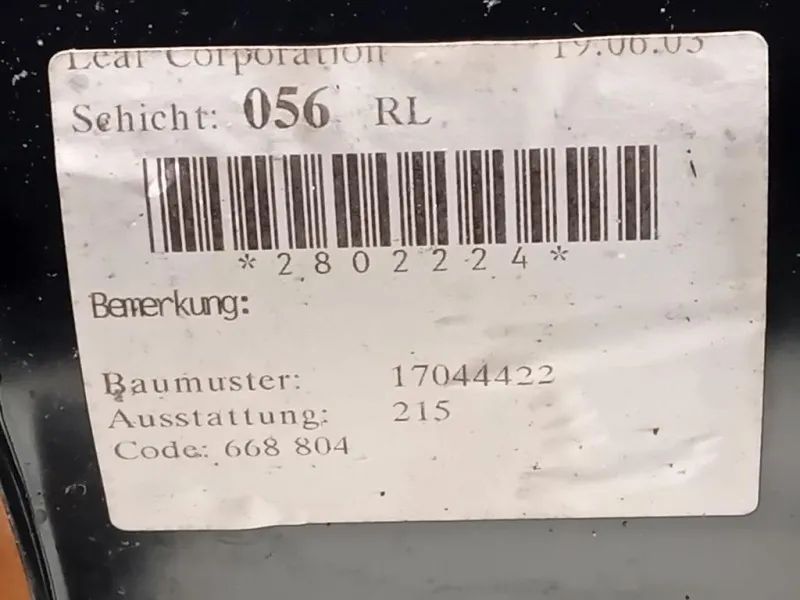 Lear Corporation 19.06.03
Schicht: 056 RL
*2802224*
Bemerkung:
Baumuster: 17044422
Ausstattung: 215
Code: 668 804